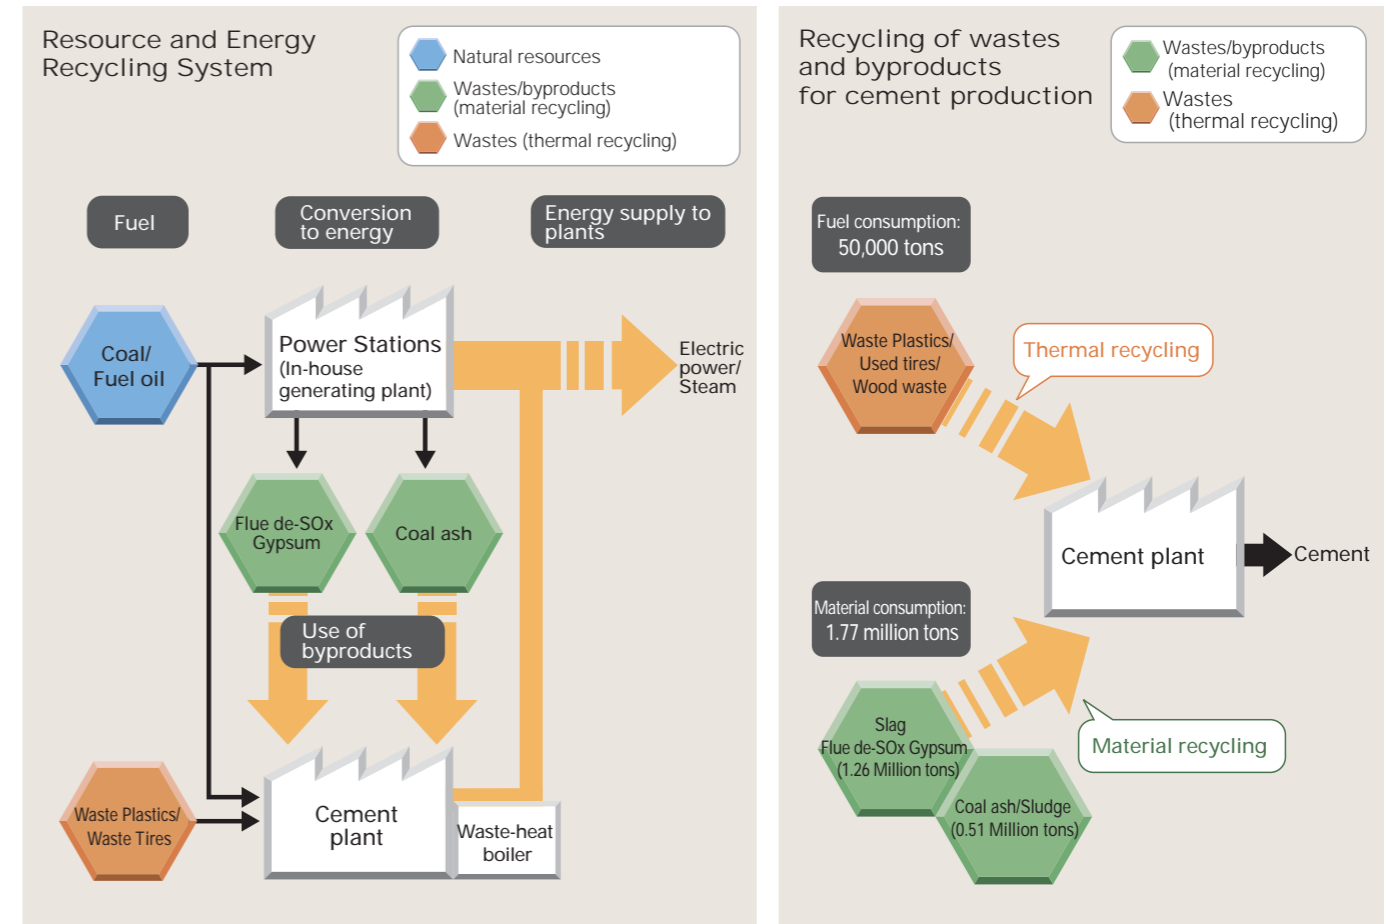 Resource and Energy
Recycling System
Natural resources
Wastes/byproducts
(material recycling)
Wastes (thermal recycling)
Fuel
Conversion
to energy
Energy supply to
plants
Coal/
Fuel oil
Power Stations
(In-house
generating plant)
Electric
power/
Steam
Flue de-SOx
Gypsum
Coal ash
Use of
byproducts
Waste Plastics/
Waste Tires
Cement
plant
Waste-heat
boiler
Recycling of wastes
and byproducts
for cement production
Wastes/byproducts
(material recycling)
Wastes
(thermal recycling)
Fuel consumption:
50,000 tons
Waste Plastics/
Used tires/
Wood waste
Thermal recycling
Cement plant
Cement
Material consumption:
1.77 million tons
Slag
Flue de-SOx Gypsum
(1.26 Million tons)
Material recycling
Coal ash/Sludge
(0.51 Million tons)